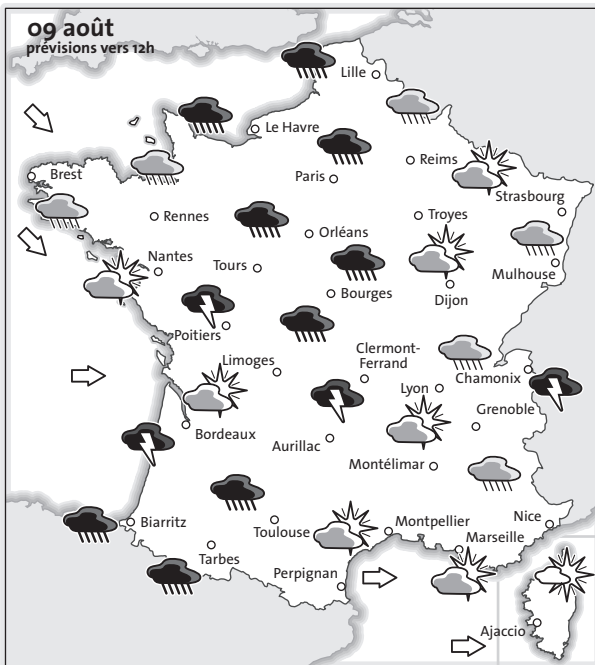 09 août
prévisions vers 12h
Lille
Le Havre
Reims
Brest
Paris
Strasbourg
Rennes
Troyes
Orléans
Nantes
Tours
Mulhouse
Bourges
Dijon
Poitiers
Limoges
Clermont-
Ferrand
Chamonix
Lyon
Grenoble
Bordeaux
Aurillac
Montélimar
Biarritz
Toulouse
Montpellier
Nice
Marseille
Tarbes
Perpignan
Ajaccio